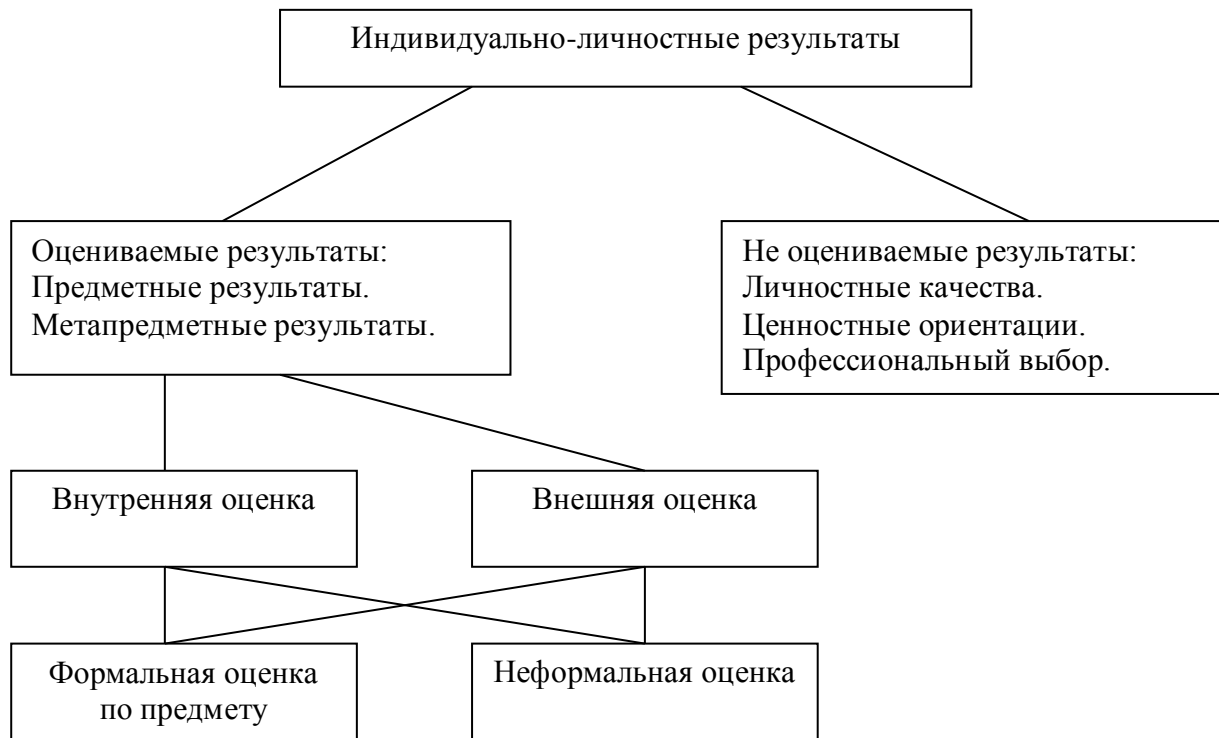 Индивидуально-личностные результаты
Оцениваемые результаты:
Предметные результаты.
Метапредметные результаты.
Не оцениваемые результаты:
Личностные качества.
Ценностные ориентации.
Профессиональный выбор.
Внутренняя оценка
Внешняя оценка
Формальная оценка
по предмету
Неформальная оценка